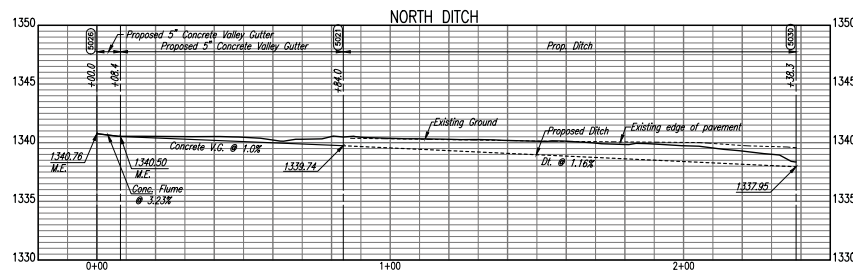 NORTH DITCH
1350
1350
5026
5021
5030
Proposed 5" Concrete Valley Gutter
Proposed 5" Concrete Valley Gutter
Prop. Ditch
+00.0
+08.4
+84.0
+38.3
1345
1345
Existing Ground
Proposed Ditch
Existing edge of pavement
1340
1340
Concrete V.G. @ 1.0%
1340.76
M.E.
1340.50
M.E.
1339.74
Dt. @ 1.16%
Conc. Flume
@ 3.23%
1337.95
1335
1335
1330
1330
0+00
1+00
2+00